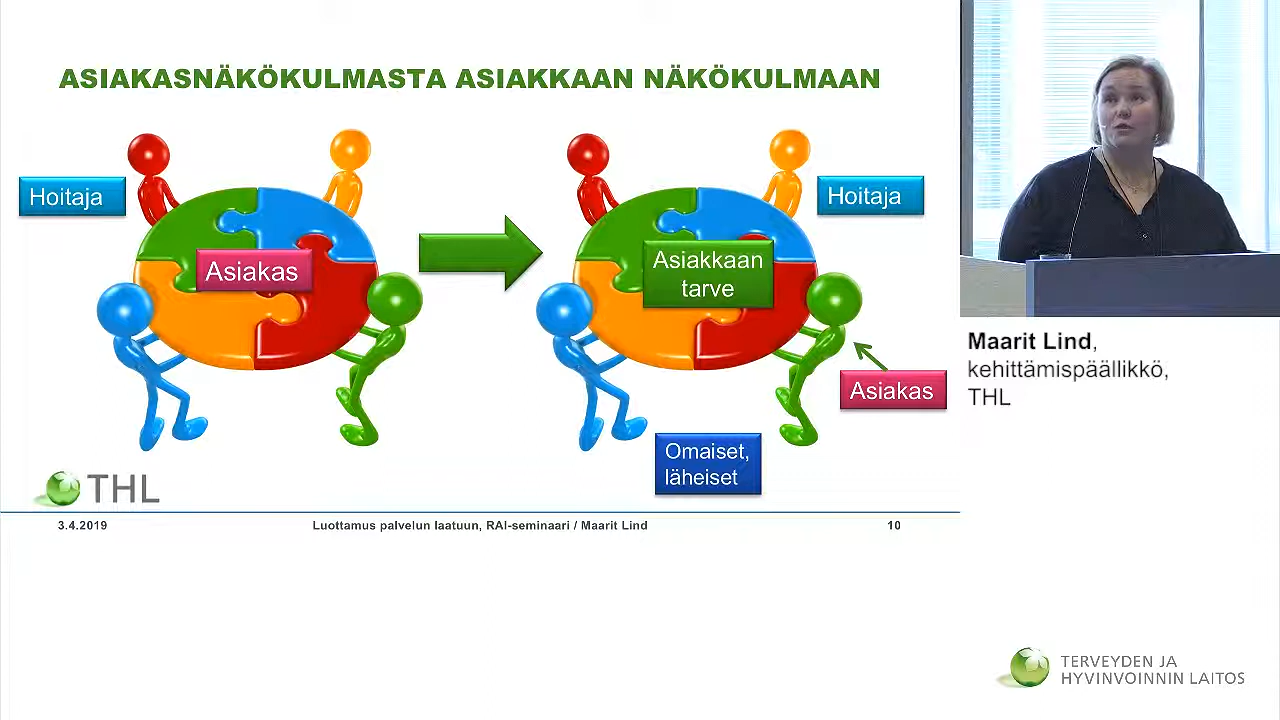 ASIAKASNÄKÖKULMASTA ASIAKKAAN NÄKÖKULMAAN
Hoitaja
Asiakas
Hoitaja
Asiakkaan
tarve
Asiakas
Omaiset,
läheiset
THL
3.4.2019 Luottamus palvelun laatuun, RAI-seminaari / Maarit Lind 10
Maarit Lind,
kehittämispäällikkö,
THL
TERVEYDEN JA
HYVINVOINNIN LAITOS